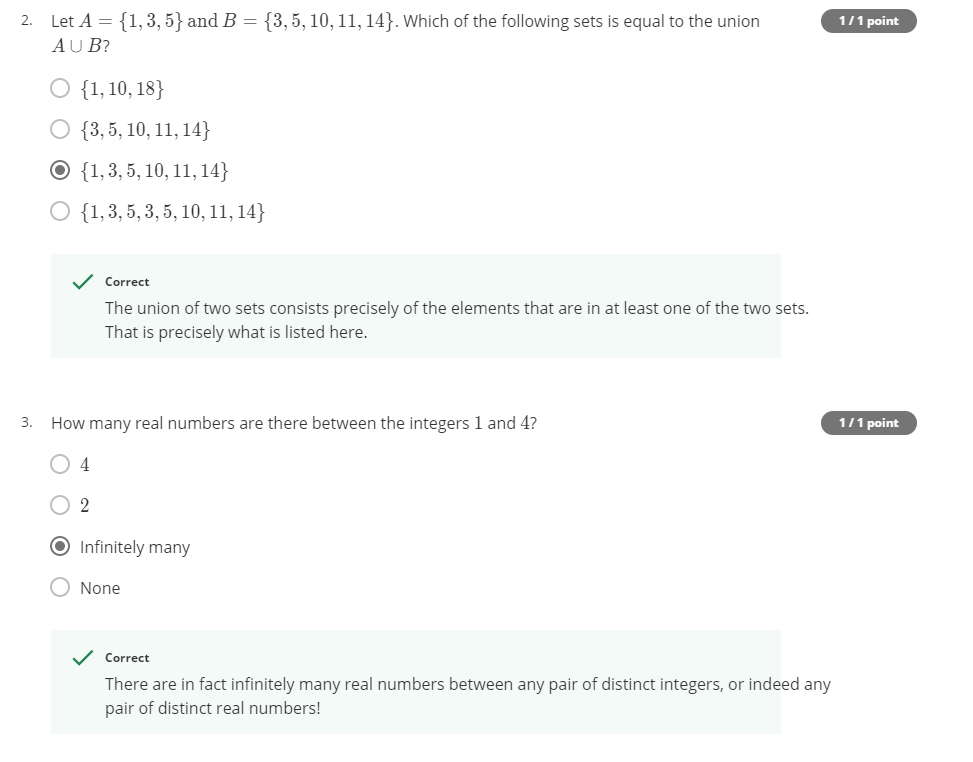 2. Let A = {1, 3, 5} and B = {3, 5, 10, 11, 14}. Which of the following sets is equal to the union
A ∪ B?
1 / 1 point
{1, 10, 18}
{3, 5, 10, 11, 14}
{1, 3, 5, 10, 11, 14}
{1, 3, 5, 3, 5, 10, 11, 14}
Correct
The union of two sets consists precisely of the elements that are in at least one of the two sets.
That is precisely what is listed here.
3. How many real numbers are there between the integers 1 and 4?
1 / 1 point
4
2
Infinitely many
None
Correct
There are in fact infinitely many real numbers between any pair of distinct integers, or indeed any
pair of distinct real numbers!